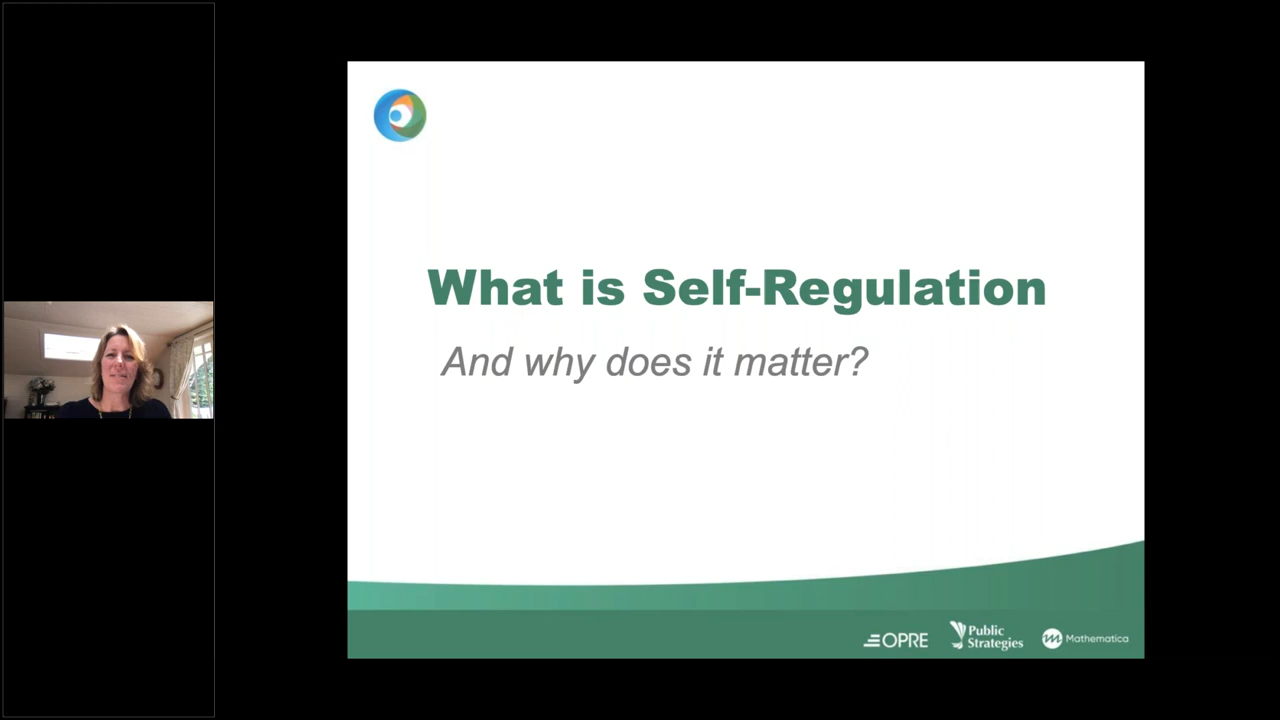 What is Self-Regulation
And why does it matter?
OPRE
Public
Strategies
Mathematica